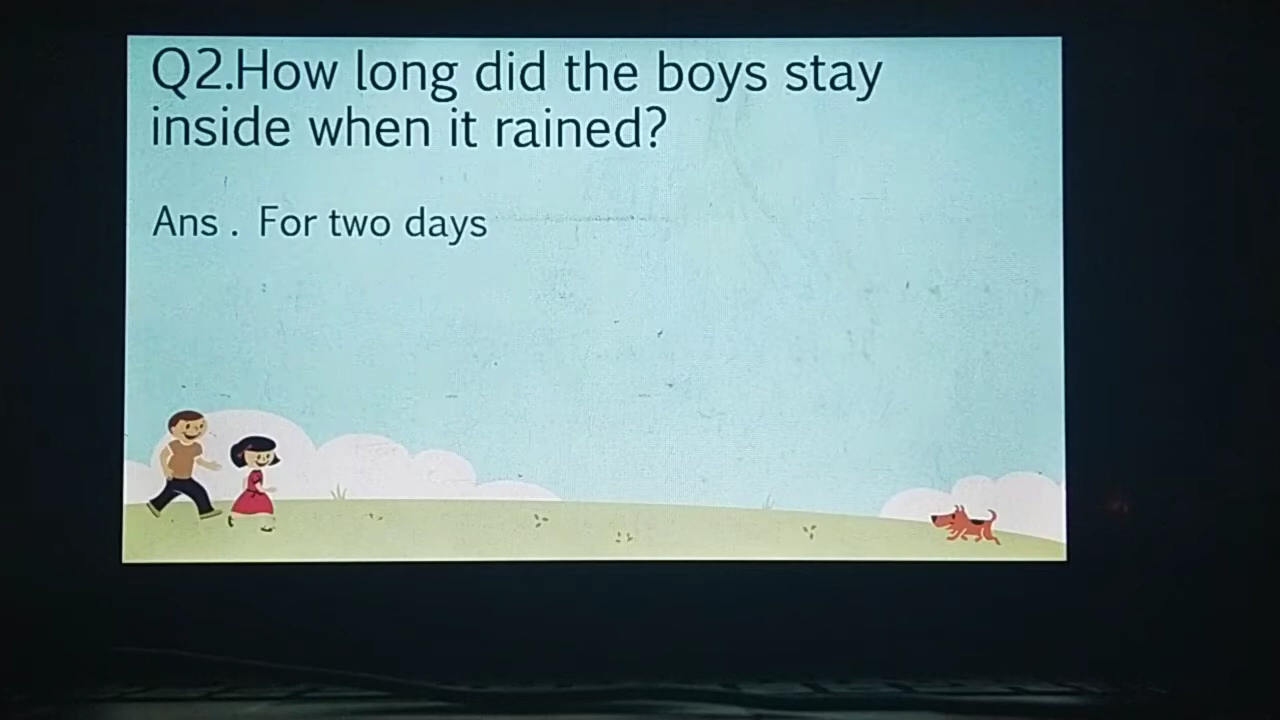 Q2.How long did the boys stay
inside when it rained?
Ans . For two days